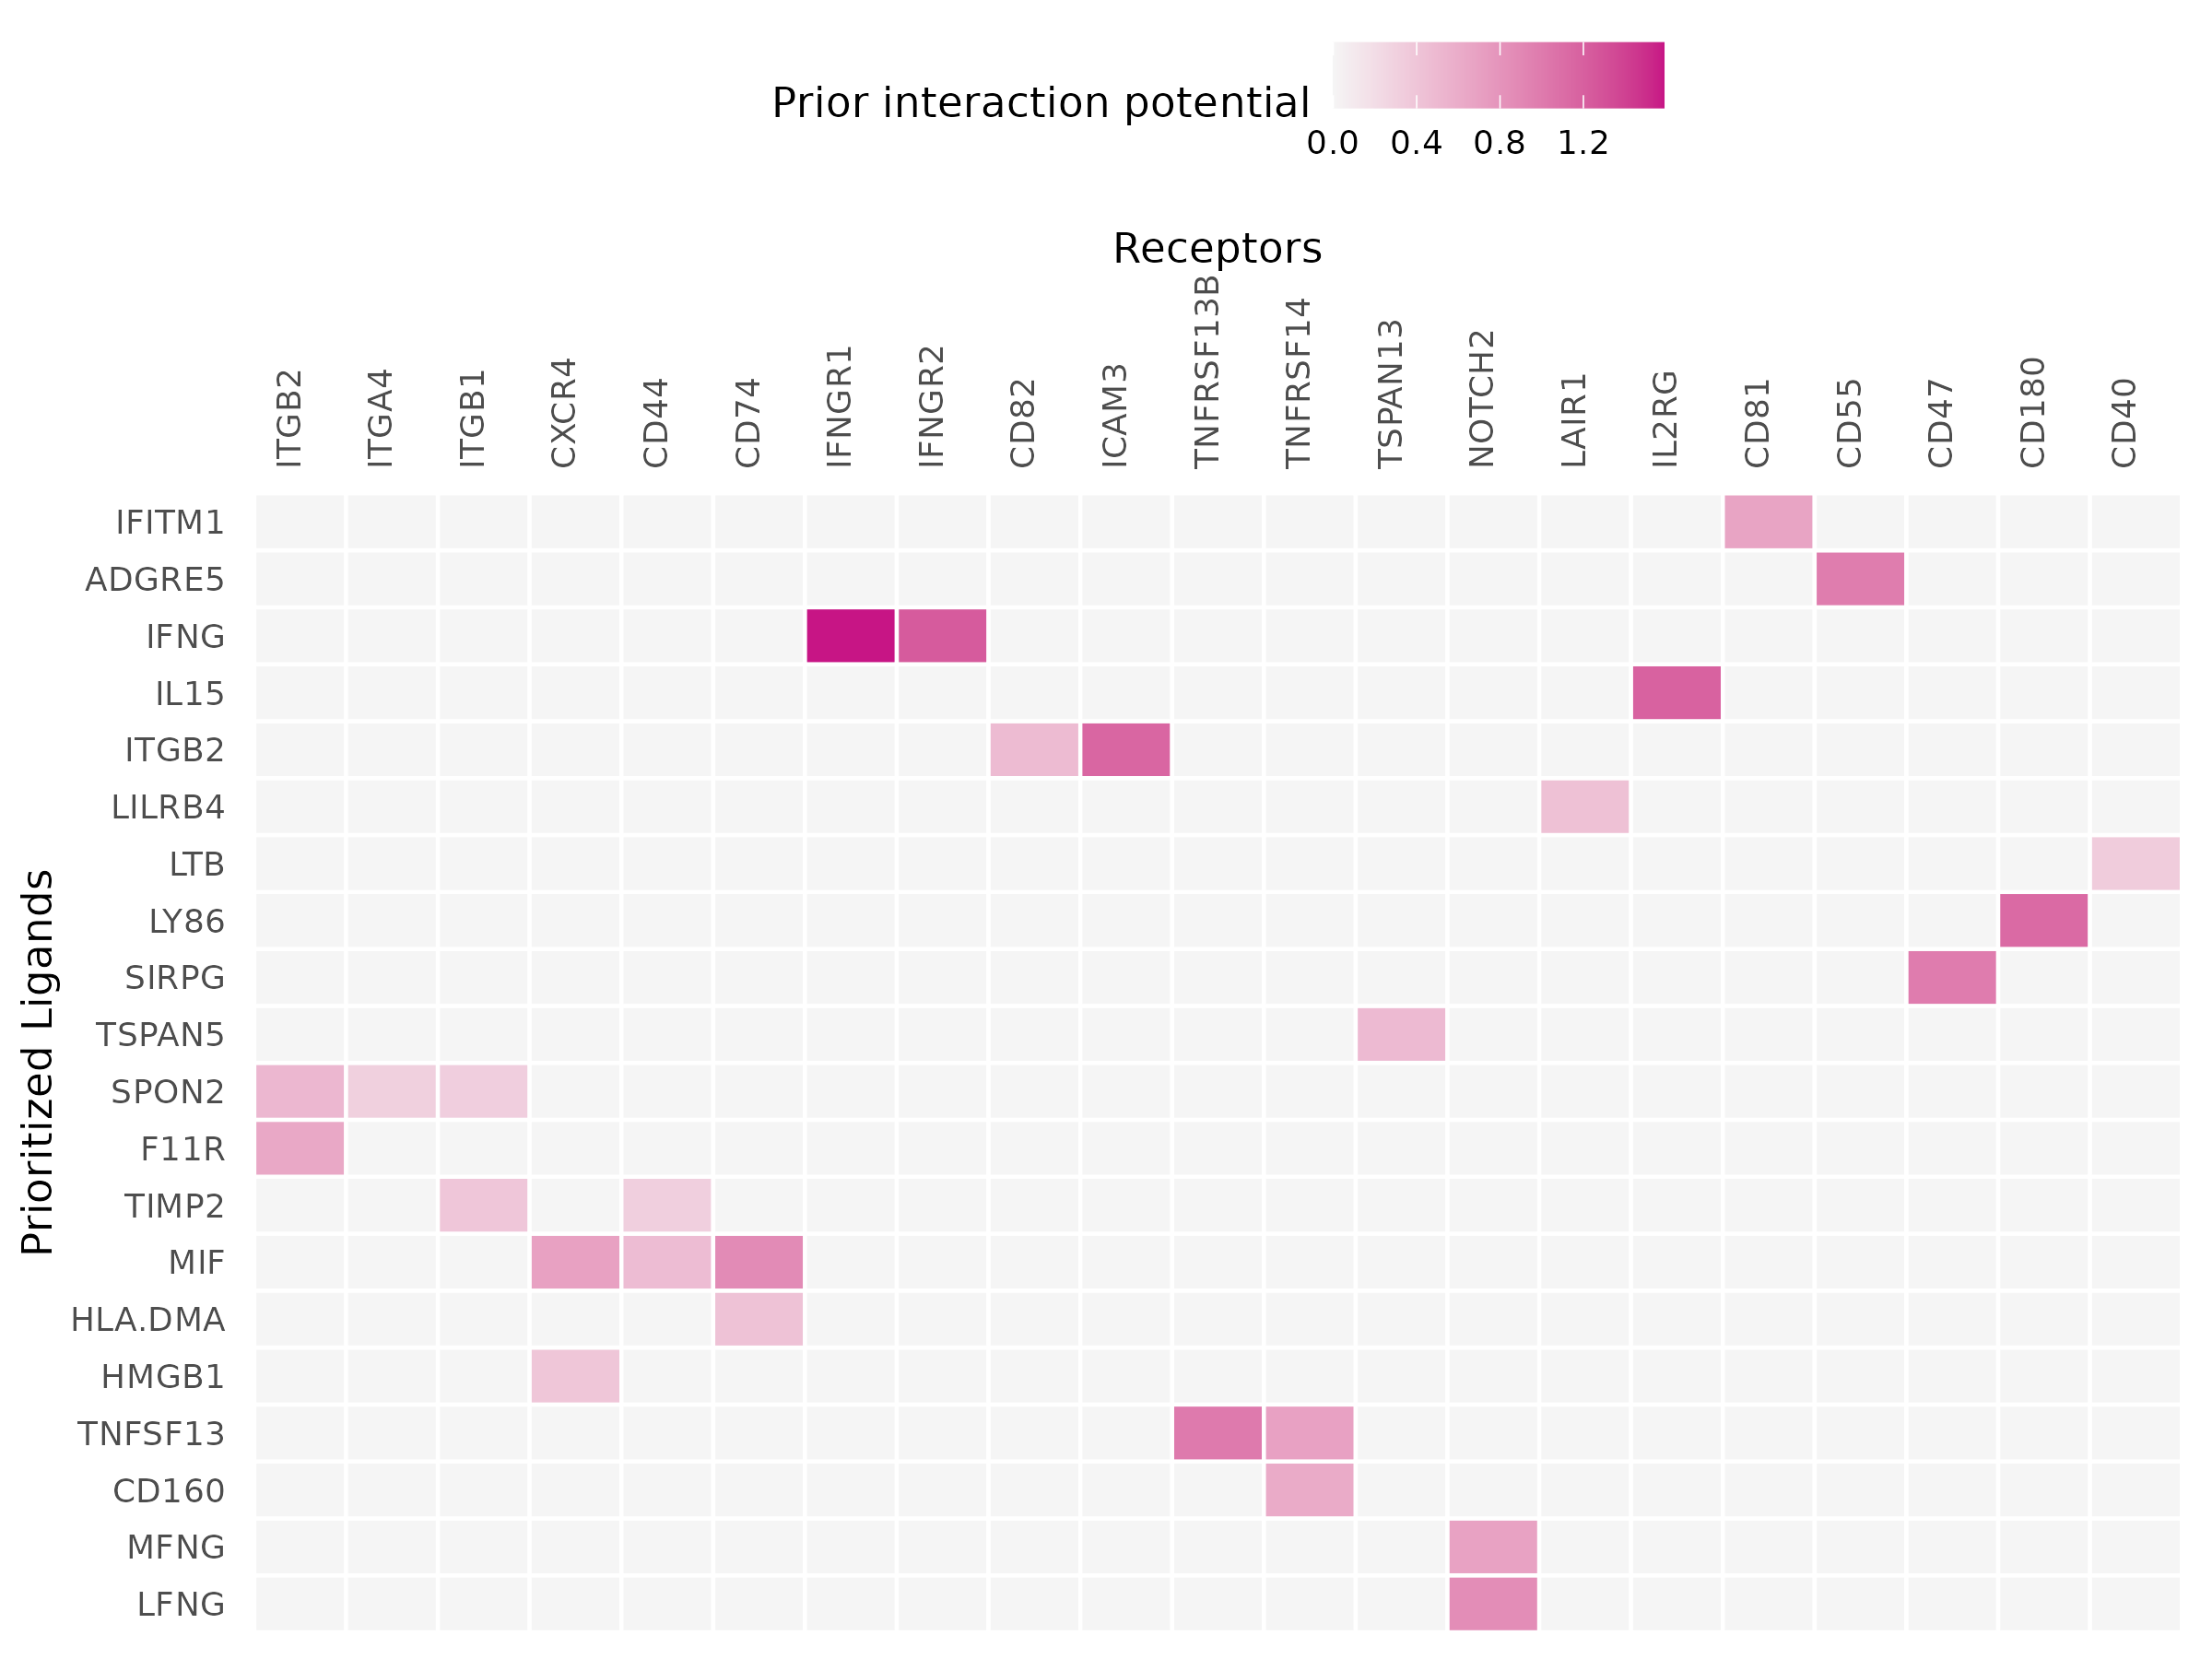 Prior interaction potential
0.0 0.4 0.8 1.2
Receptors
ITGB2
ITGA4
ITGB1
CXCR4
CD44
CD74
IFNGR1
IFNGR2
CD82
ICAM3
TNFRSF13B
TNFRSF14
TSPAN13
NOTCH2
LAIR1
IL2RG
CD81
CD55
CD47
CD180
CD40
Prioritized Ligands
IFITM1
ADGRE5
IFNG
IL15
ITGB2
LILRB4
LTB
LY86
SIRPG
TSPAN5
SPON2
F11R
TIMP2
MIF
HLA.DMA
HMGB1
TNFSF13
CD160
MFNG
LFNG